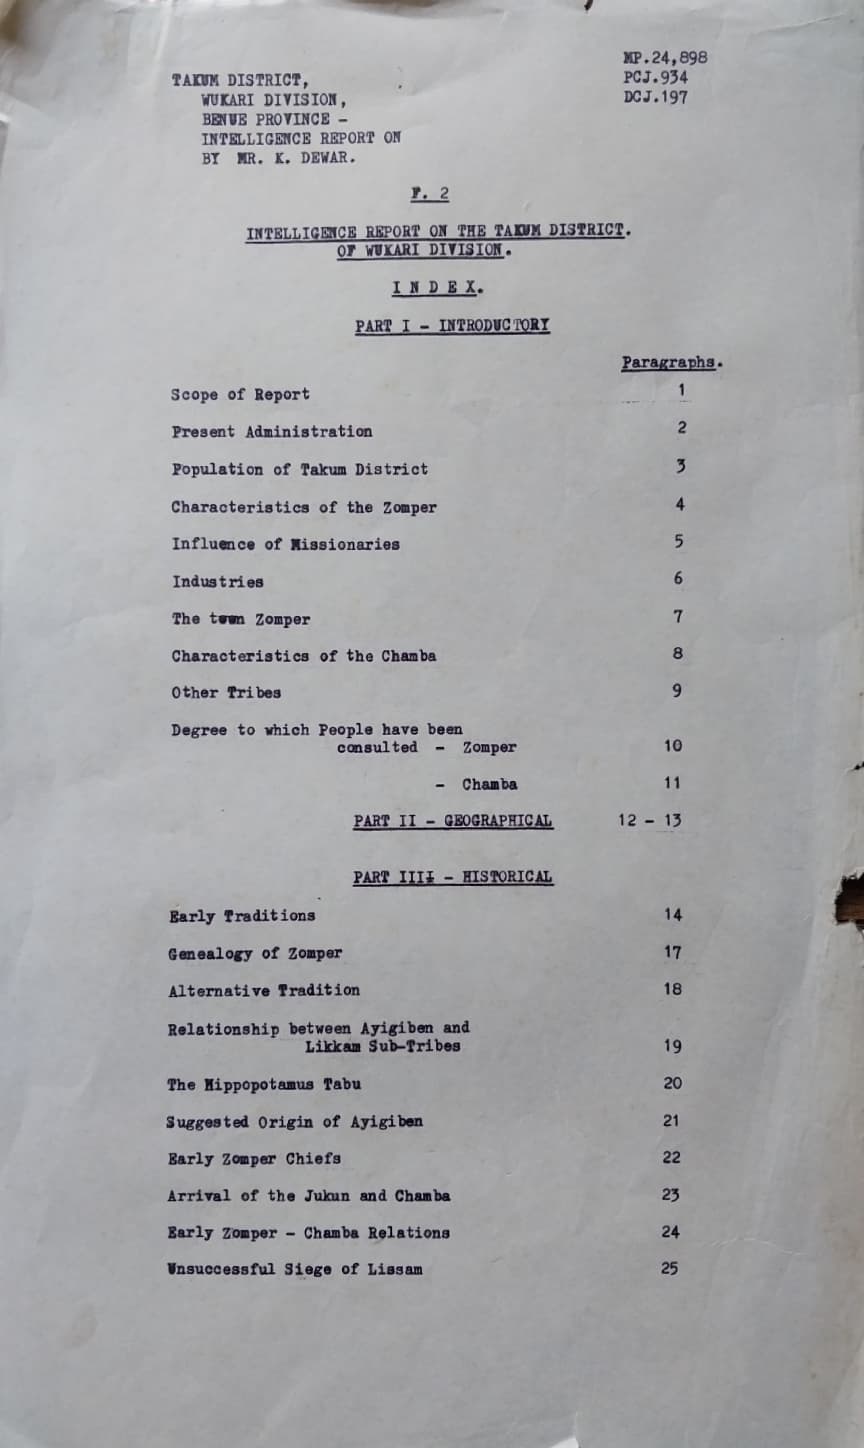 MP.24,898
PCJ.934
DCJ.197
TAKUM DISTRICT,
WUKARI DIVISION,
BENUE PROVINCE -
INTELLIGENCE REPORT ON
BY MR. K. DEWAR.
F. 2
INTELLIGENCE REPORT ON THE TAKUM DISTRICT.
OF WUKARI DIVISION.
I N D E X.
PART I - INTRODUCTORY
Paragraphs.
Scope of Report 1
Present Administration 2
Population of Takum District 3
Characteristics of the Zomper 4
Influence of Missionaries 5
Industries 6
The town Zomper 7
Characteristics of the Chamba 8
Other Tribes 9
Degree to which People have been
consulted - Zomper 10
- Chamba 11
PART II - GEOGRAPHICAL 12 - 13
PART IIII - HISTORICAL
Early Traditions 14
Genealogy of Zomper 17
Alternative Tradition 18
Relationship between Ayigiben and
Likkam Sub-Tribes 19
The Hippopotamus Tabu 20
Suggested Origin of Ayigiben 21
Early Zomper Chiefs 22
Arrival of the Jukun and Chamba 23
Early Zomper - Chamba Relations 24
Unsuccessful Siege of Lissam 25